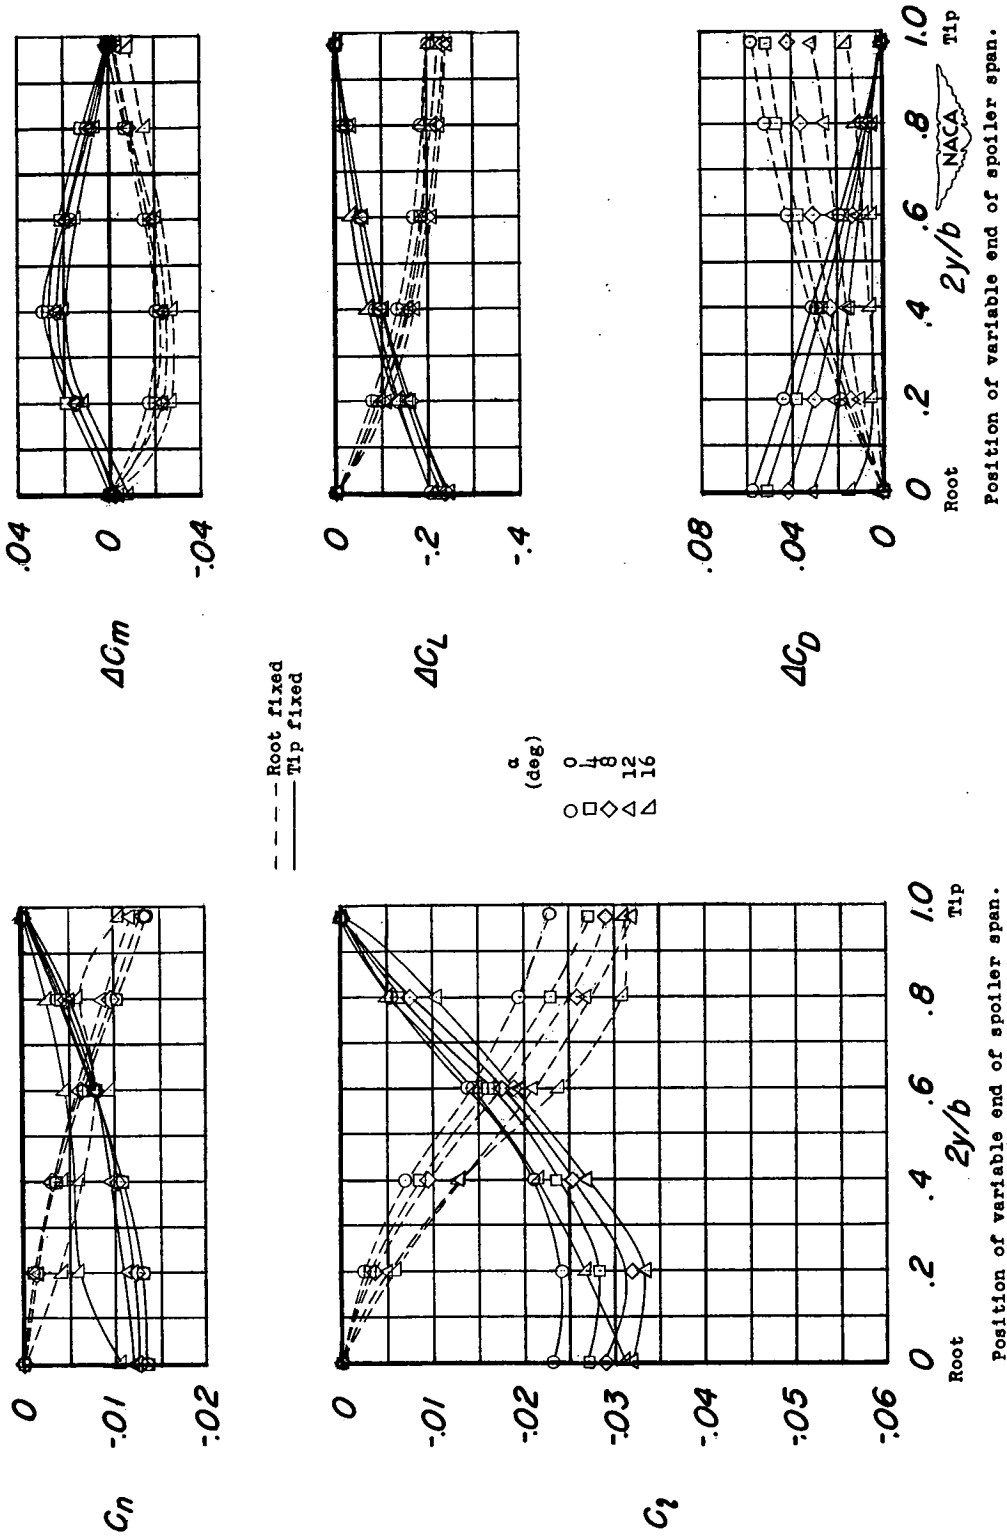 .04
0
-.04
ΔCm
0
-.2
-.4
ΔCL
.08
.04
0
ΔCD
0 .2 .4 .6 .8 1.0
Root 2y/b Tip
NACA
Position of variable end of spoiler span.
Root fixed
Tip fixed
α
(deg)
0
4
8
12
16
0
-.01
-.02
Cn
0
-.01
-.02
-.03
-.04
-.05
-.06
Cl
0 .2 .4 .6 .8 1.0
Root 2y/b Tip
Position of variable end of spoiler span.